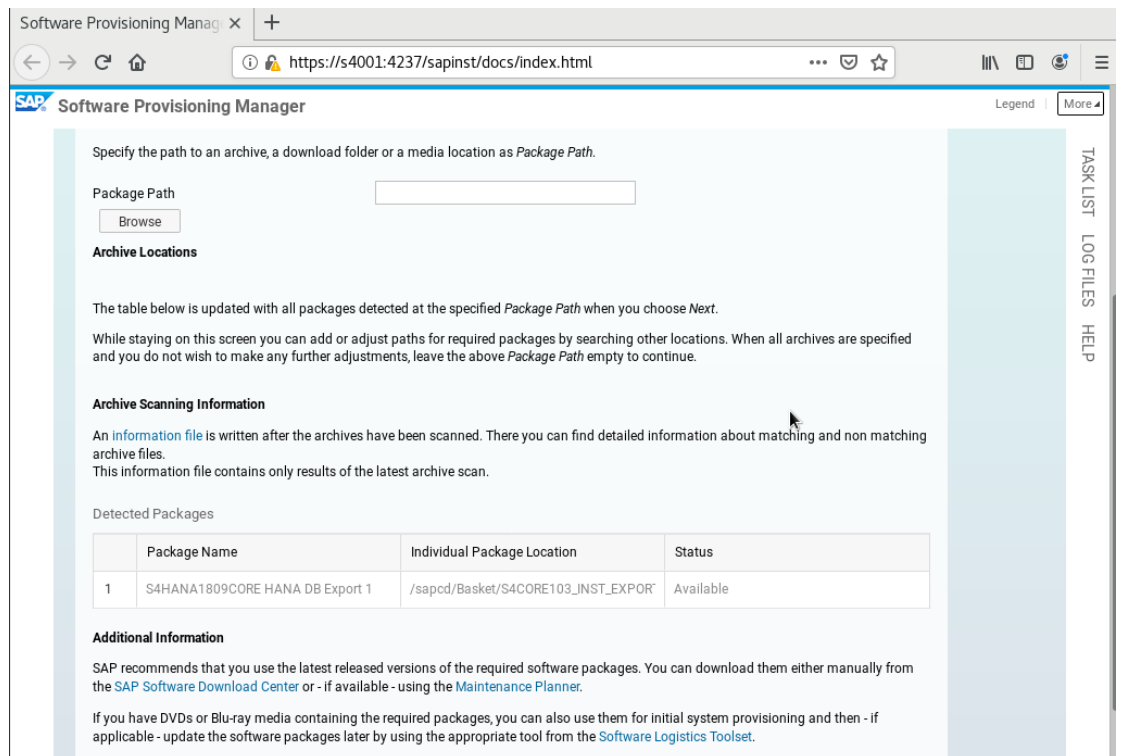 Software Provisioning Manag
https://s4001:4237/sapinst/docs/index.html
SAP Software Provisioning Manager
Legend
More
TASK LIST
LOG FILES
HELP
Specify the path to an archive, a download folder or a media location as Package Path.
Package Path
Browse
Archive Locations
The table below is updated with all packages detected at the specified Package Path when you choose Next.
While staying on this screen you can add or adjust paths for required packages by searching other locations. When all archives are specified
and you do not wish to make any further adjustments, leave the above Package Path empty to continue.
Archive Scanning Information
An information file is written after the archives have been scanned. There you can find detailed information about matching and non matching
archive files.
This information file contains only results of the latest archive scan.
Detected Packages
Package Name Individual Package Location Status
1 S4HANA1809CORE HANA DB Export 1 /sapcd/Basket/S4CORE103_INST_EXPORT Available
Additional Information
SAP recommends that you use the latest released versions of the required software packages. You can download them either manually from
the SAP Software Download Center or - if available - using the Maintenance Planner.
If you have DVDs or Blu-ray media containing the required packages, you can also use them for initial system provisioning and then - if
applicable - update the software packages later by using the appropriate tool from the Software Logistics Toolset.